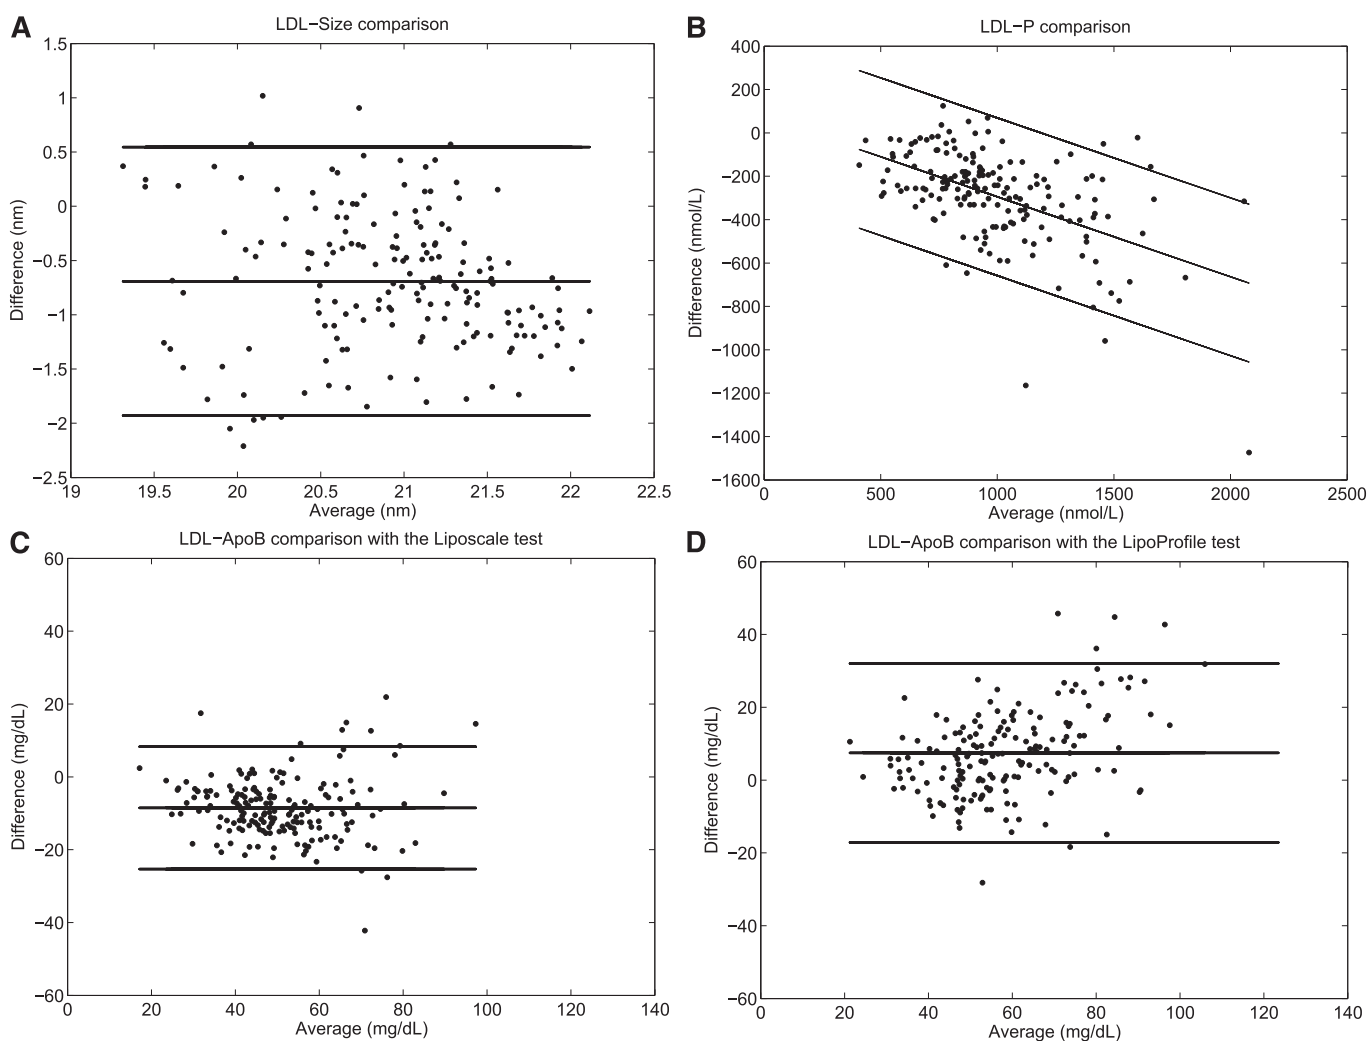 A
LDL−Size comparison
1.5
1
0.5
0
−0.5
−1
−1.5
−2
−2.5
Difference (nm)
19 19.5 20 20.5 21 21.5 22 22.5
Average (nm)
B
LDL−P comparison
400
200
0
−200
−400
−600
−800
−1000
−1200
−1400
−1600
Difference (nmol/L)
0 500 1000 1500 2000 2500
Average (nmol/L)
C
LDL−ApoB comparison with the Liposcale test
60
40
20
0
−20
−40
−60
Difference (mg/dL)
0 20 40 60 80 100 120 140
Average (mg/dL)
D
LDL−ApoB comparison with the LipoProfile test
60
40
20
0
−20
−40
−60
Difference (mg/dL)
0 20 40 60 80 100 120 140
Average (mg/dL)